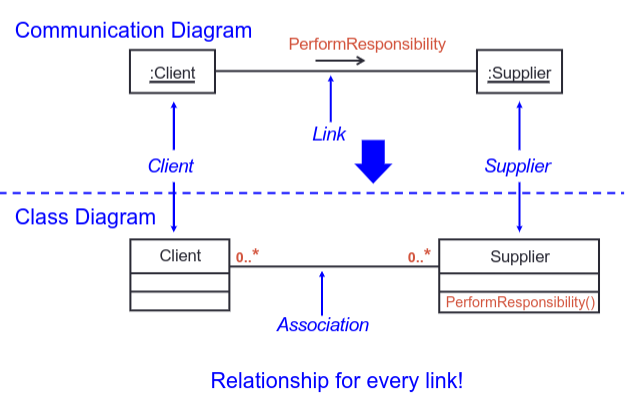 Communication Diagram
PerformResponsibility
:Client
:Supplier
Link
Client
Supplier
Class Diagram
Client
0..*
0..*
Supplier
PerformResponsibility()
Association
Relationship for every link!